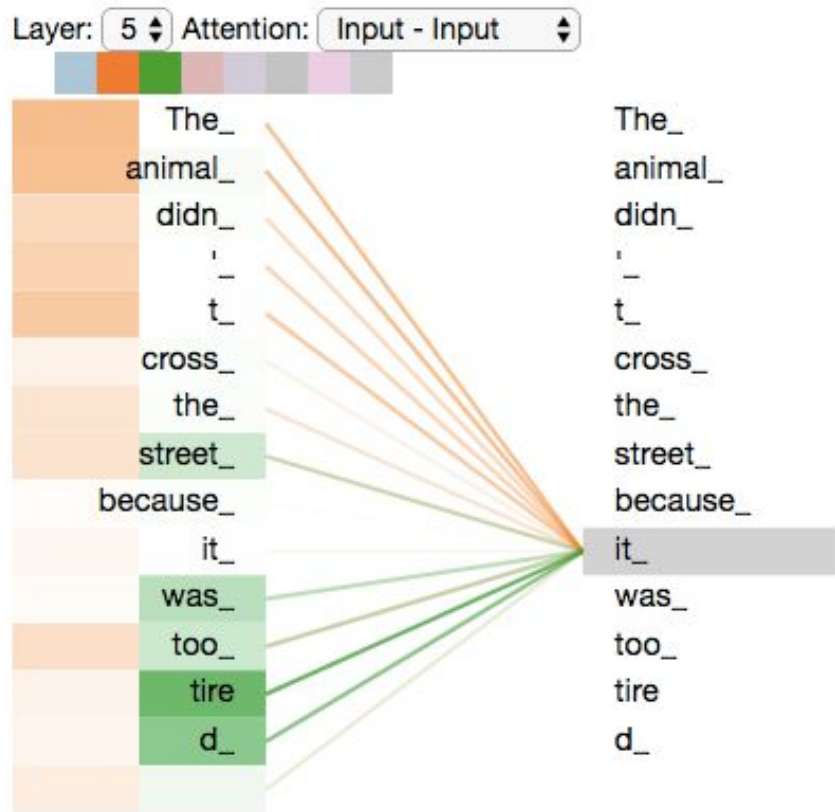 Layer: 5 Attention: Input - Input
The_ The_
animal_ animal_
didn_ didn_
'_ '_
t_ t_
cross_ cross_
the_ the_
street_ street_
because_ because_
it_ it_
was_ was_
too_ too_
tire tire
d_ d_